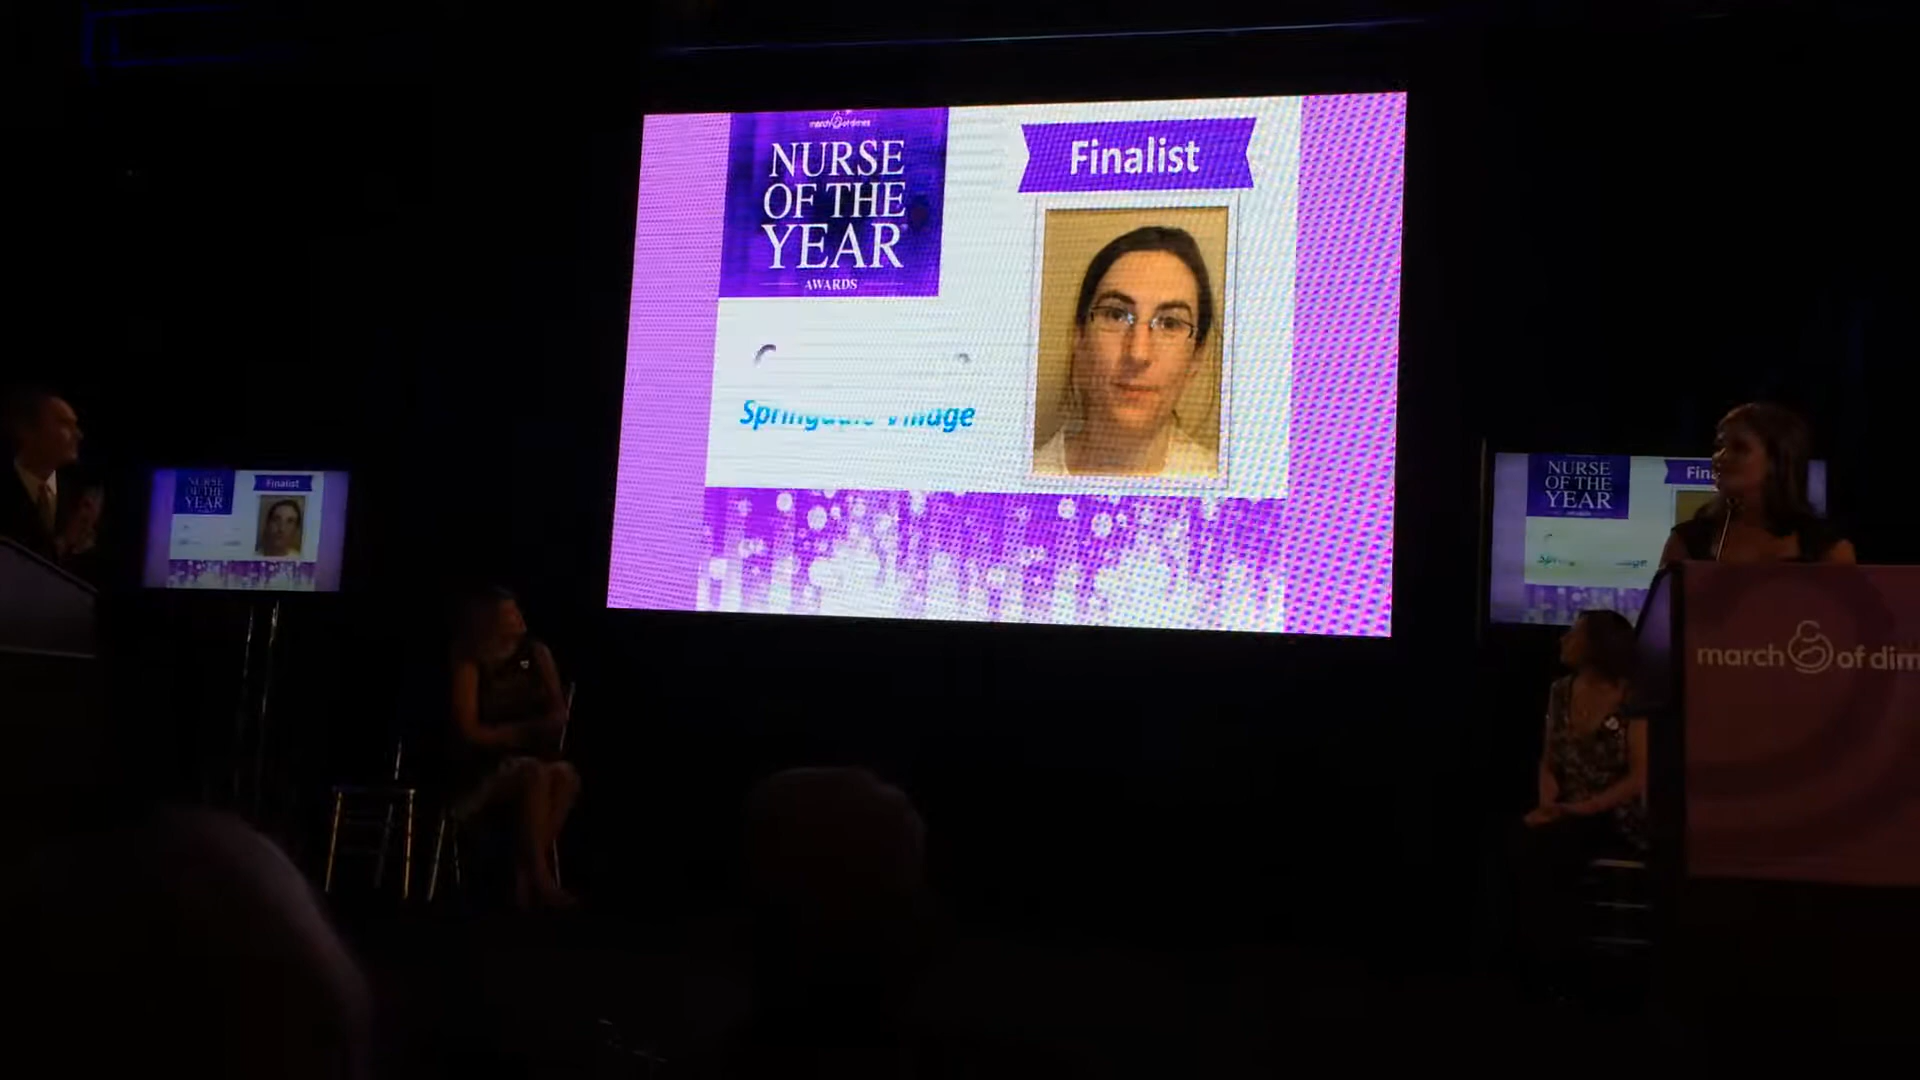 march of dimes
NURSE
OF THE
YEAR
AWARDS
Finalist
NURSE
OF THE
YEAR
Finalist
NURSE
OF THE
YEAR
march of dim